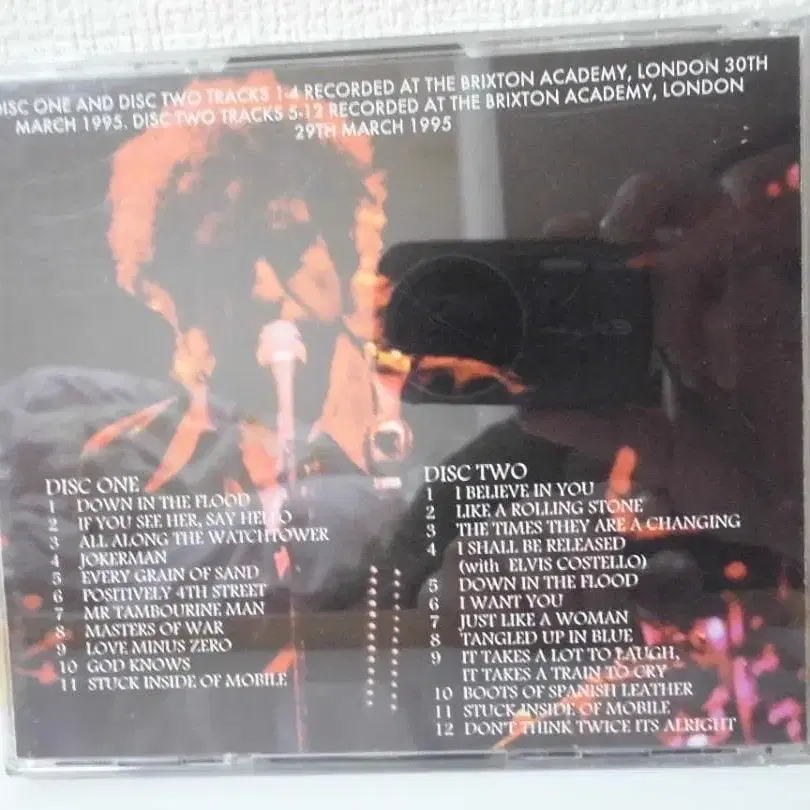 DISC ONE AND DISC TWO TRACKS 1-4 RECORDED AT THE BRIXTON ACADEMY, LONDON 30TH
MARCH 1995. DISC TWO TRACKS 5-12 RECORDED AT THE BRIXTON ACADEMY, LONDON
29TH MARCH 1995
DISC ONE
1 DOWN IN THE FLOOD
2 IF YOU SEE HER, SAY HELLO
3 ALL ALONG THE WATCHTOWER
4 JOKERMAN
5 EVERY GRAIN OF SAND
6 POSITIVELY 4TH STREET
7 MR TAMBOURINE MAN
8 MASTERS OF WAR
9 LOVE MINUS ZERO
10 GOD KNOWS
11 STUCK INSIDE OF MOBILE
DISC TWO
1 I BELIEVE IN YOU
2 LIKE A ROLLING STONE
3 THE TIMES THEY ARE A CHANGING
4 I SHALL BE RELEASED
(with ELVIS COSTELLO)
5 DOWN IN THE FLOOD
6 I WANT YOU
7 JUST LIKE A WOMAN
8 TANGLED UP IN BLUE
9 IT TAKES A LOT TO LAUGH,
IT TAKES A TRAIN TO CRY
10 BOOTS OF SPANISH LEATHER
11 STUCK INSIDE OF MOBILE
12 DON'T THINK TWICE ITS ALRIGHT